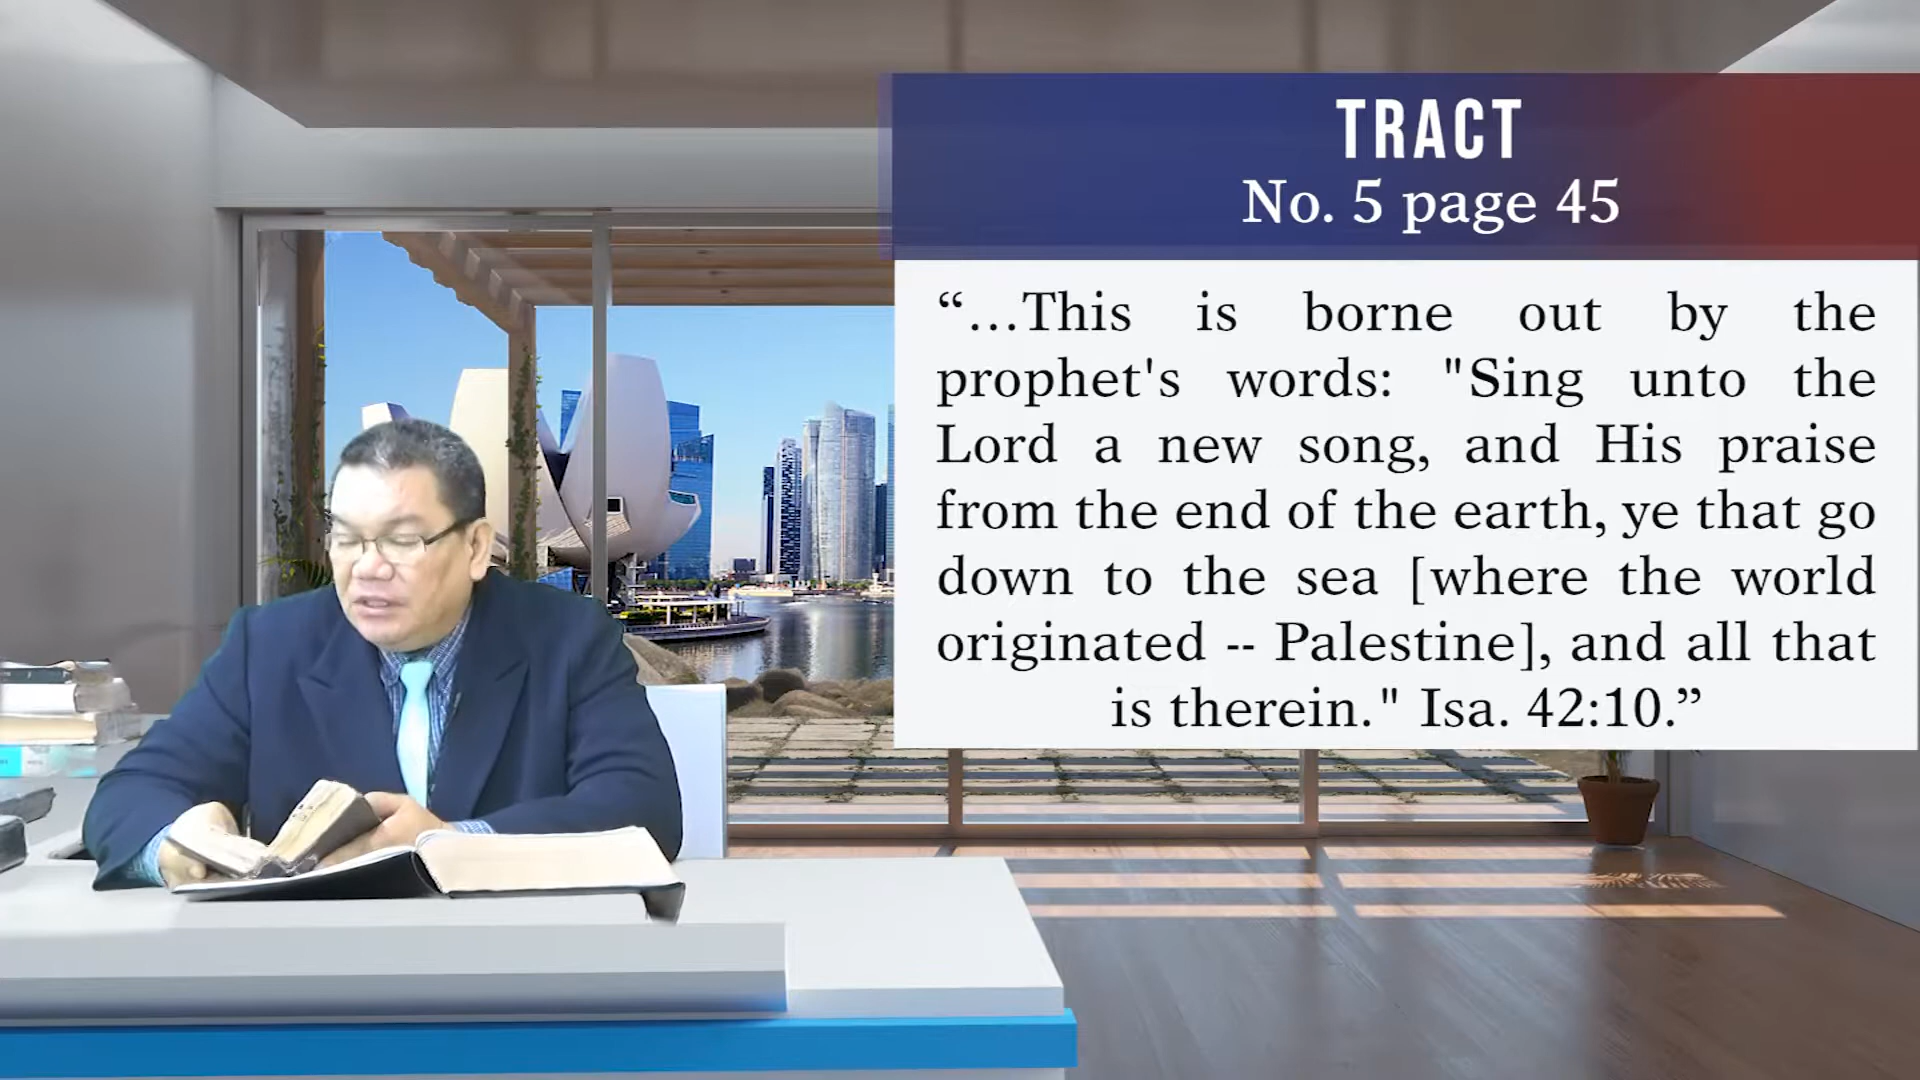 TRACT
No. 5 page 45
“...This is borne out by the
prophet's words: "Sing unto the
Lord a new song, and His praise
from the end of the earth, ye that go
down to the sea [where the world
originated -- Palestine], and all that
is therein." Isa. 42:10.”